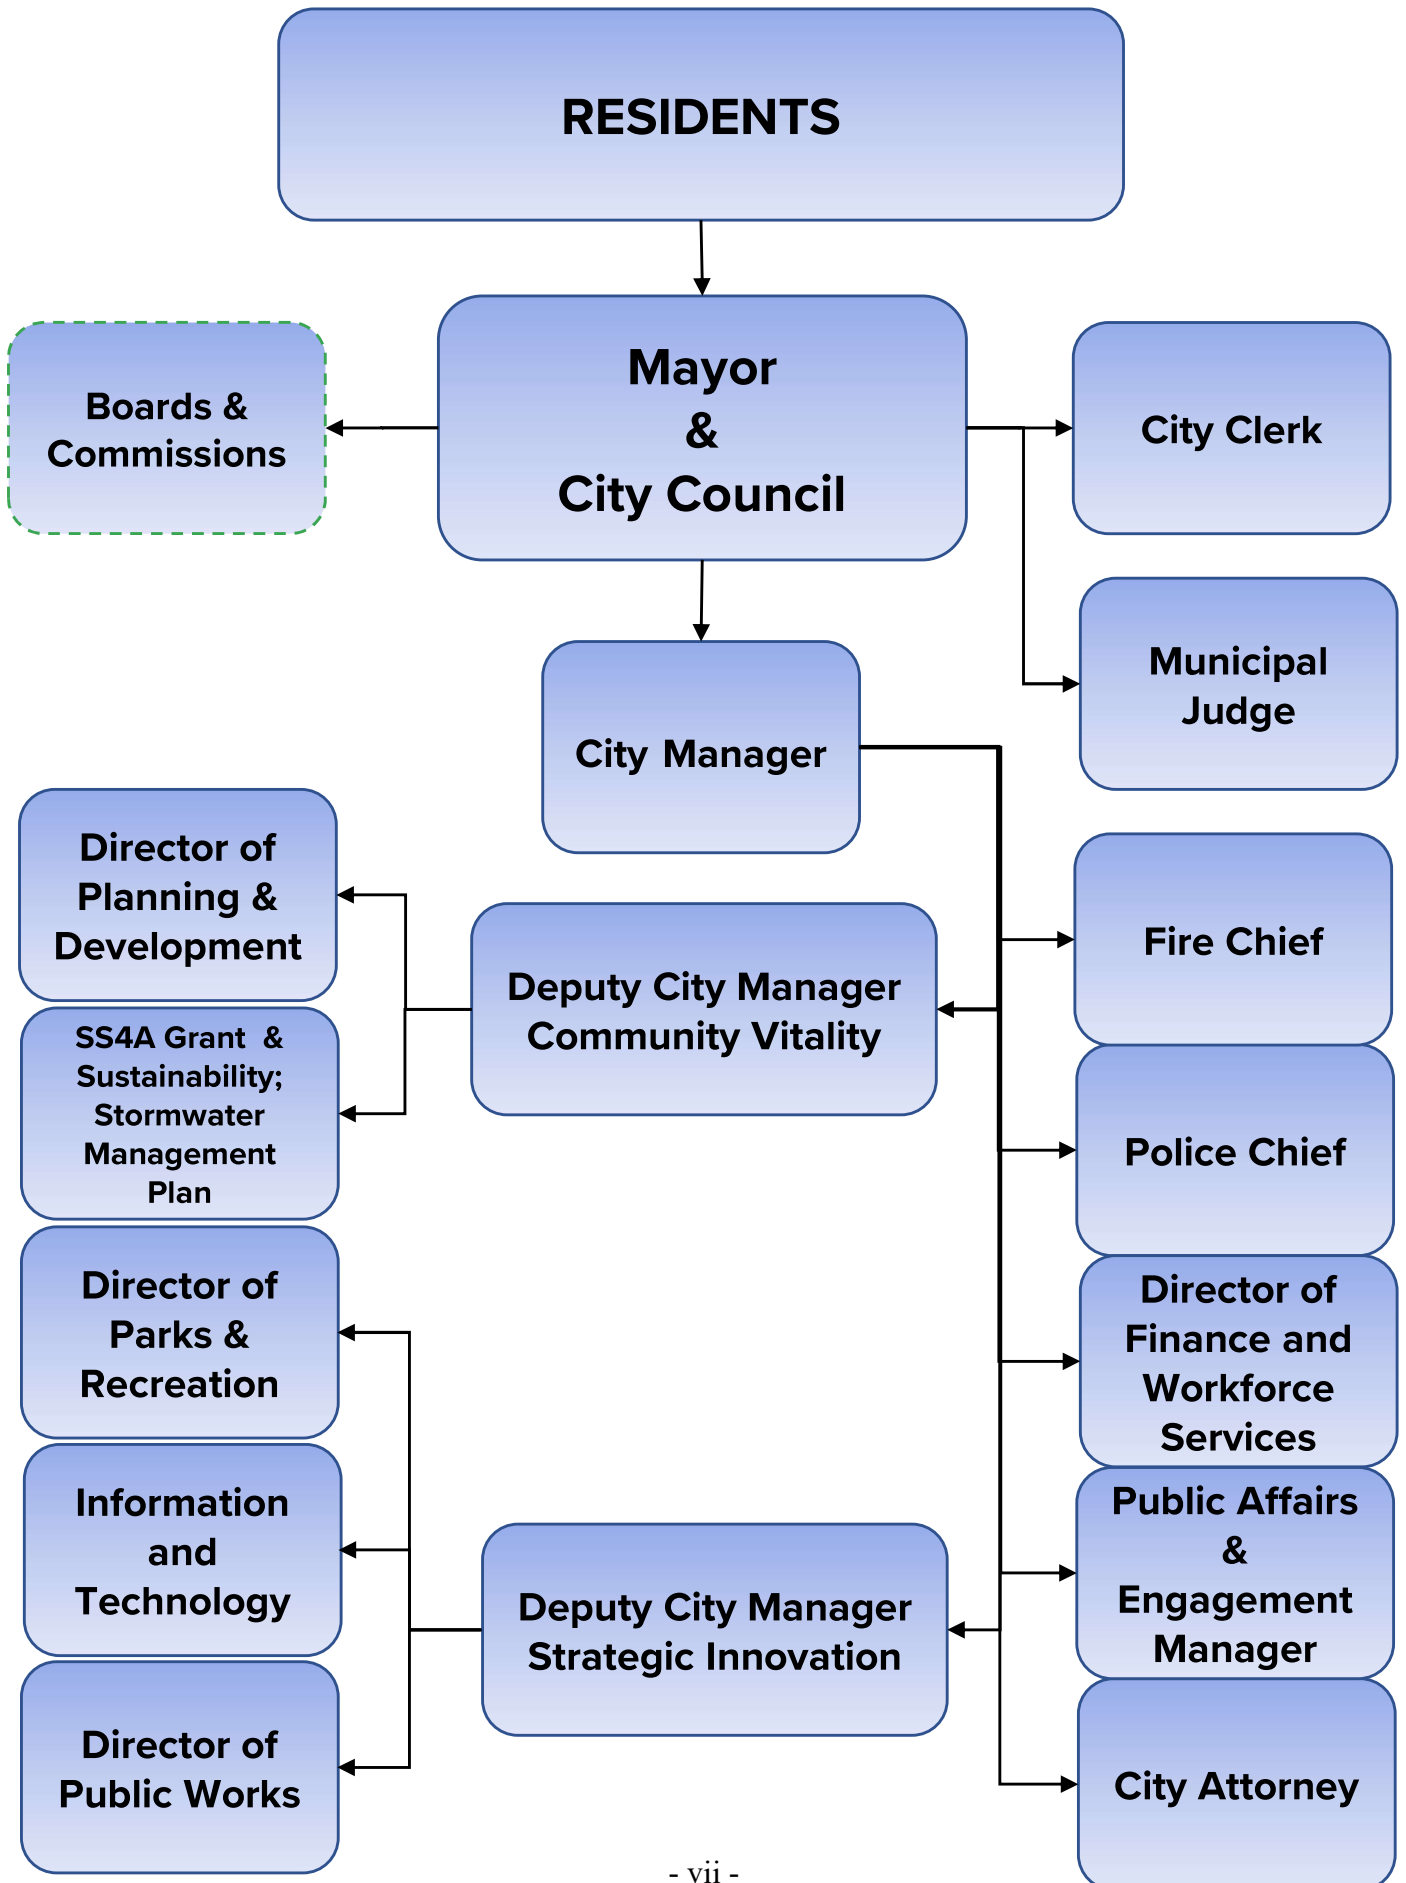 RESIDENTS
Mayor
&
City Council
Boards &
Commissions
City Clerk
Municipal
Judge
City Manager
Director of
Planning &
Development
Deputy City Manager
Community Vitality
Fire Chief
SS4A Grant & 
Sustainability;
Stormwater
Management
Plan
Police Chief
Director of
Parks &
Recreation
Director of
Finance and
Workforce
Services
Information
and
Technology
Public Affairs
&
Engagement
Manager
Deputy City Manager
Strategic Innovation
Director of
Public Works
City Attorney
- vii -